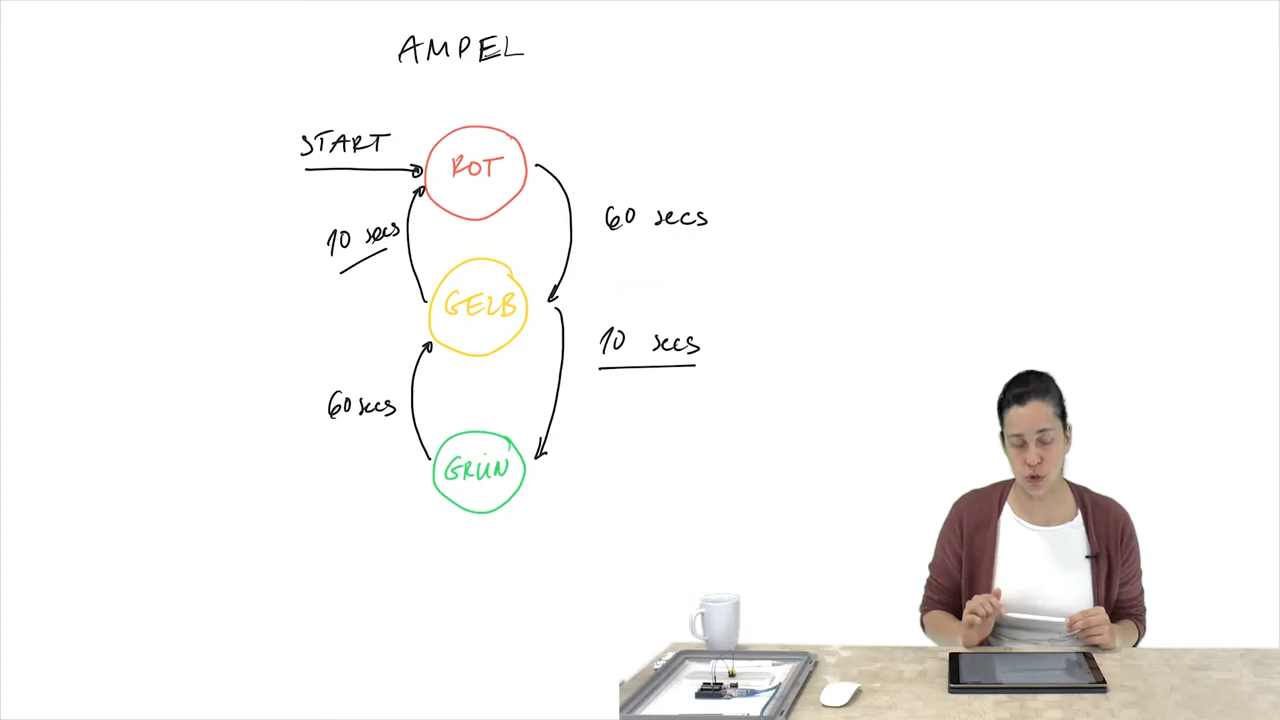 AMPEL
START
ROT
60 secs
10 secs
GELB
10 secs
60 secs
GRÜN